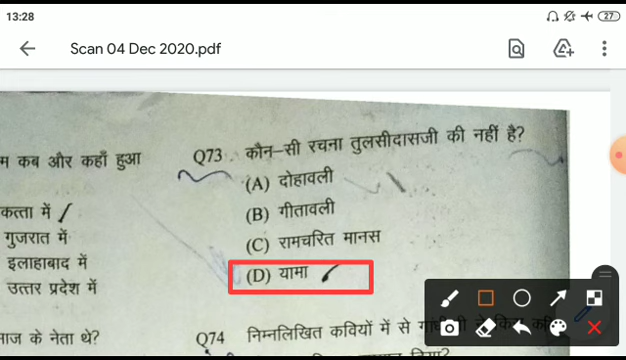 13:28
27
Scan 04 Dec 2020.pdf
कब और कहाँ हुआ
कत्ता में
गुजरात में
इलाहाबाद में
उत्तर प्रदेश में
के नेता थे?
Q73. कौन-सी रचना तुलसीदासजी की नहीं है?
(A) दोहावली
(B) गीतावली
(C) रामचरित मानस
(D) यामा
Q74 निम्नलिखित कवियों में से